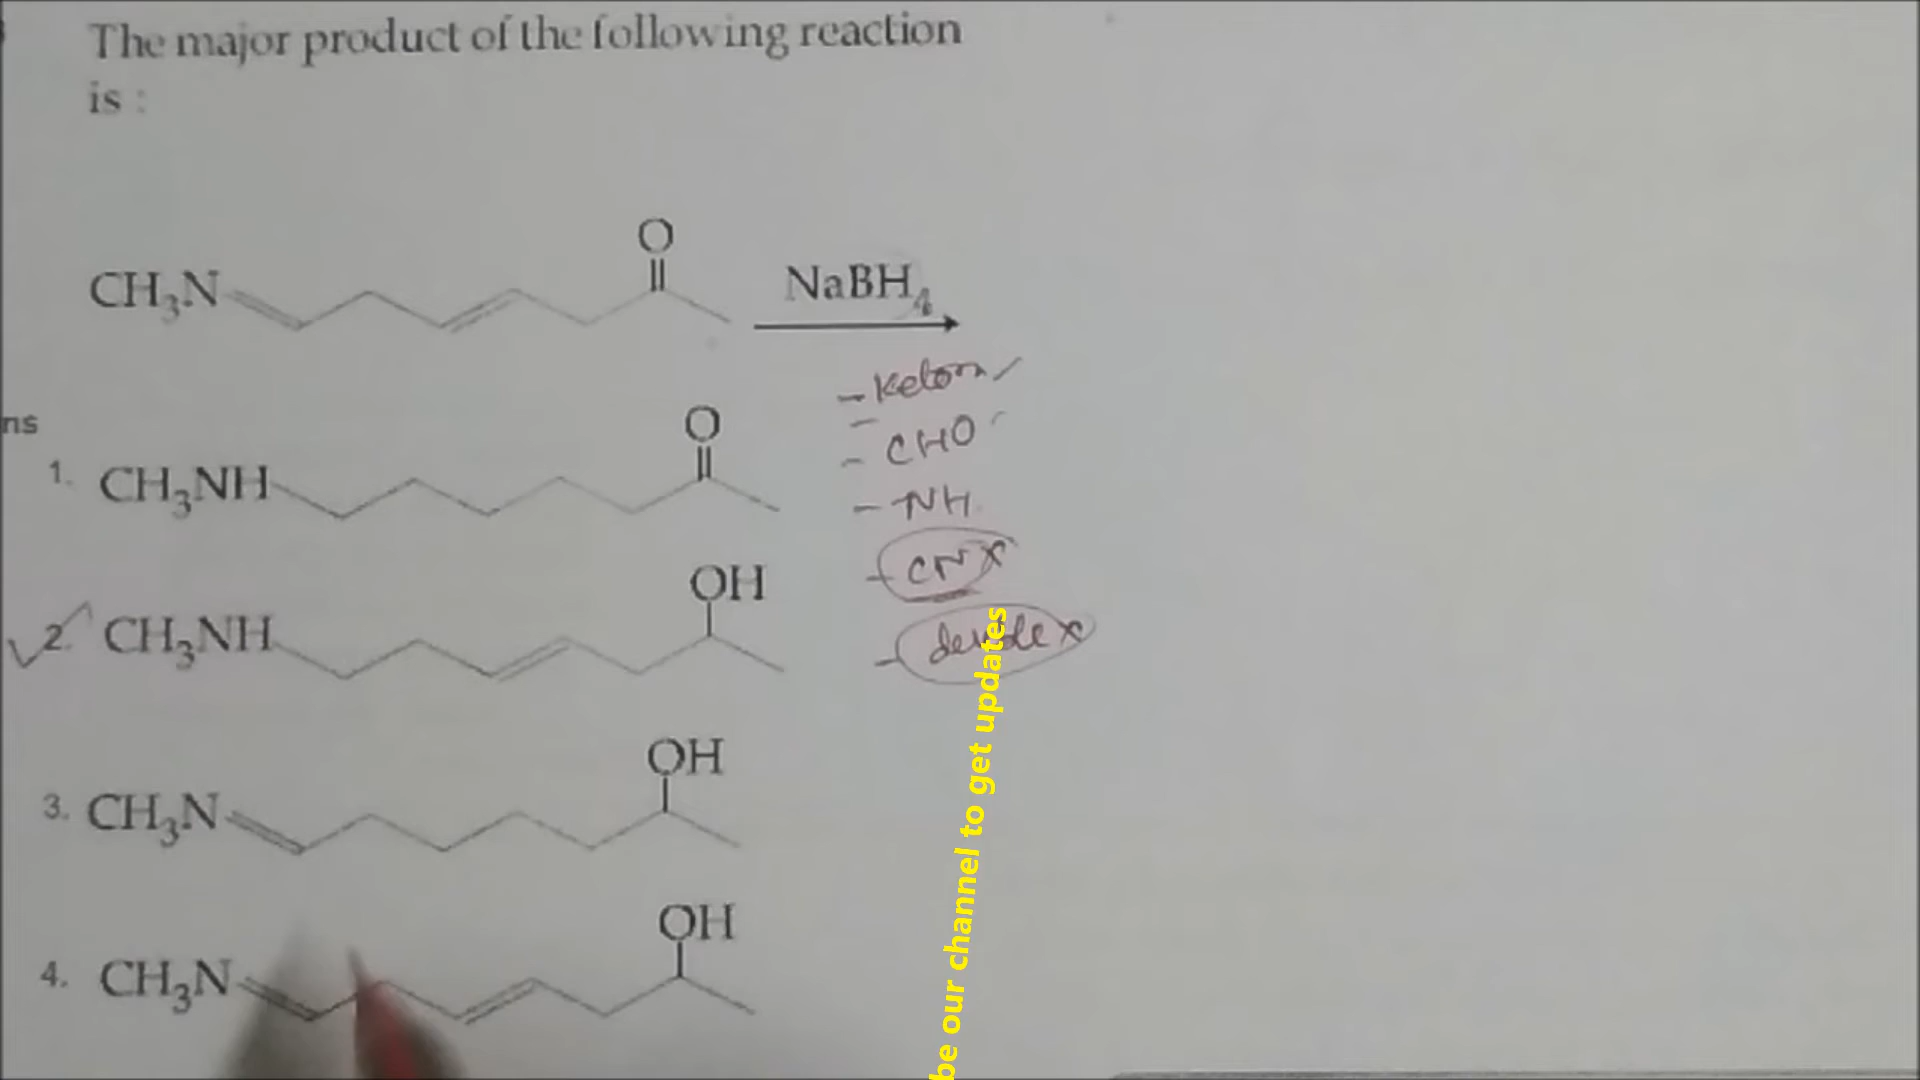 The major product of the following reaction
is :
O
CH3N
NaBH4
- Keton
ns
O
- CHO
1. CH3NH
- NH
- CN x
OH
2. CH3NH
OH
3. CH3N
OH
4. CH3N
be our channel to get updates